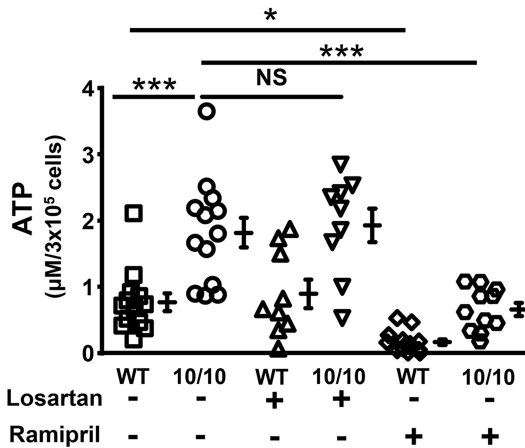 *
***
*** NS
4
3
2
1
0
ATP
(μM/3x10⁵ cells)
WT 10/10 WT 10/10 WT 10/10
Losartan - - + + - -
Ramipril - - - - + +